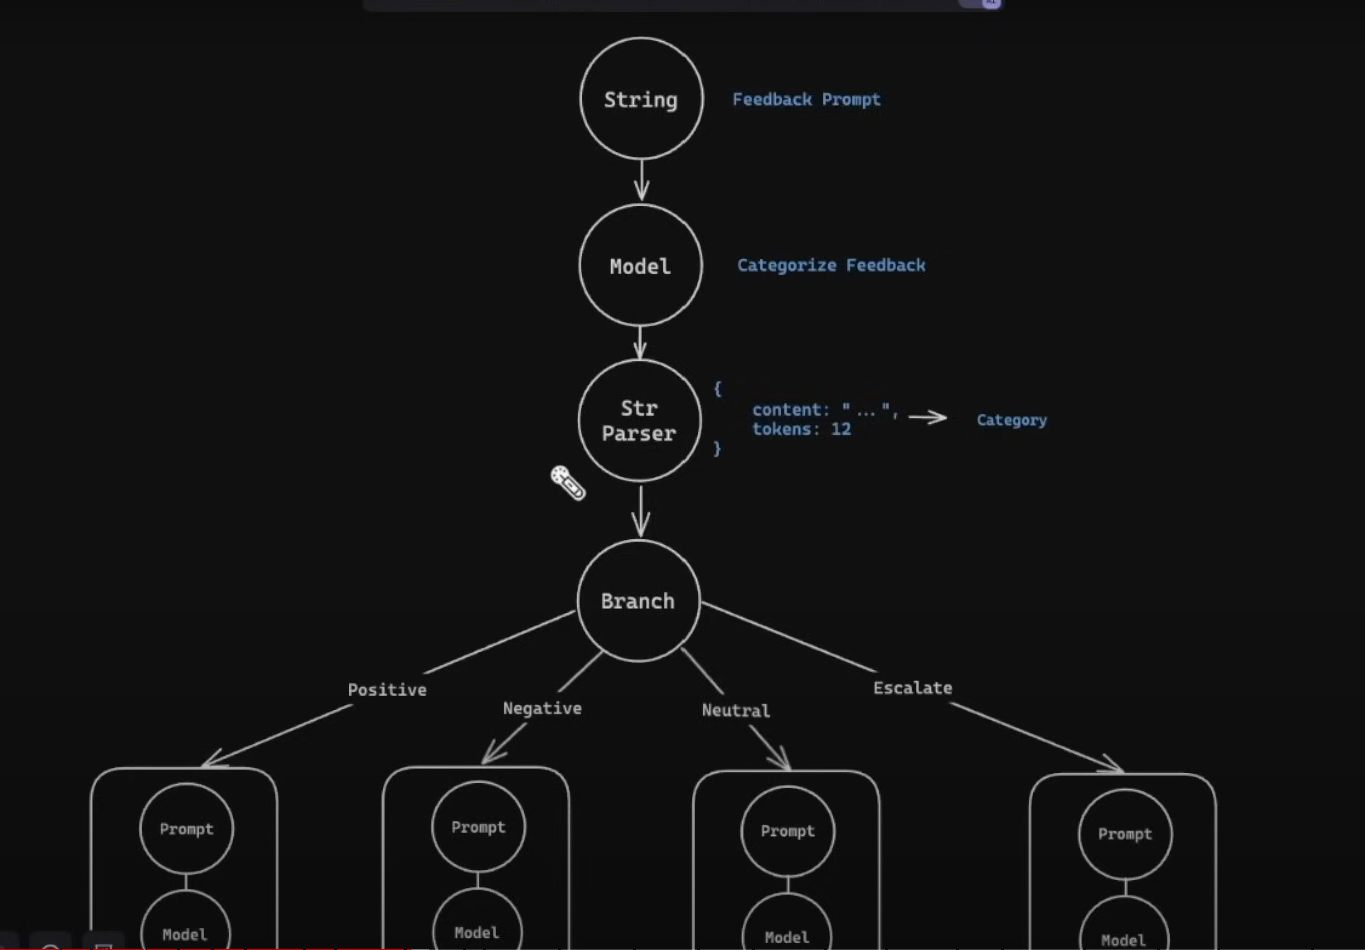 String
Feedback Prompt
Model
Categorize Feedback
Str
Parser
{
content: " ... ",
tokens: 12
}
Category
Branch
Positive
Negative
Neutral
Escalate
Prompt
Model
Prompt
Model
Prompt
Model
Prompt
Model